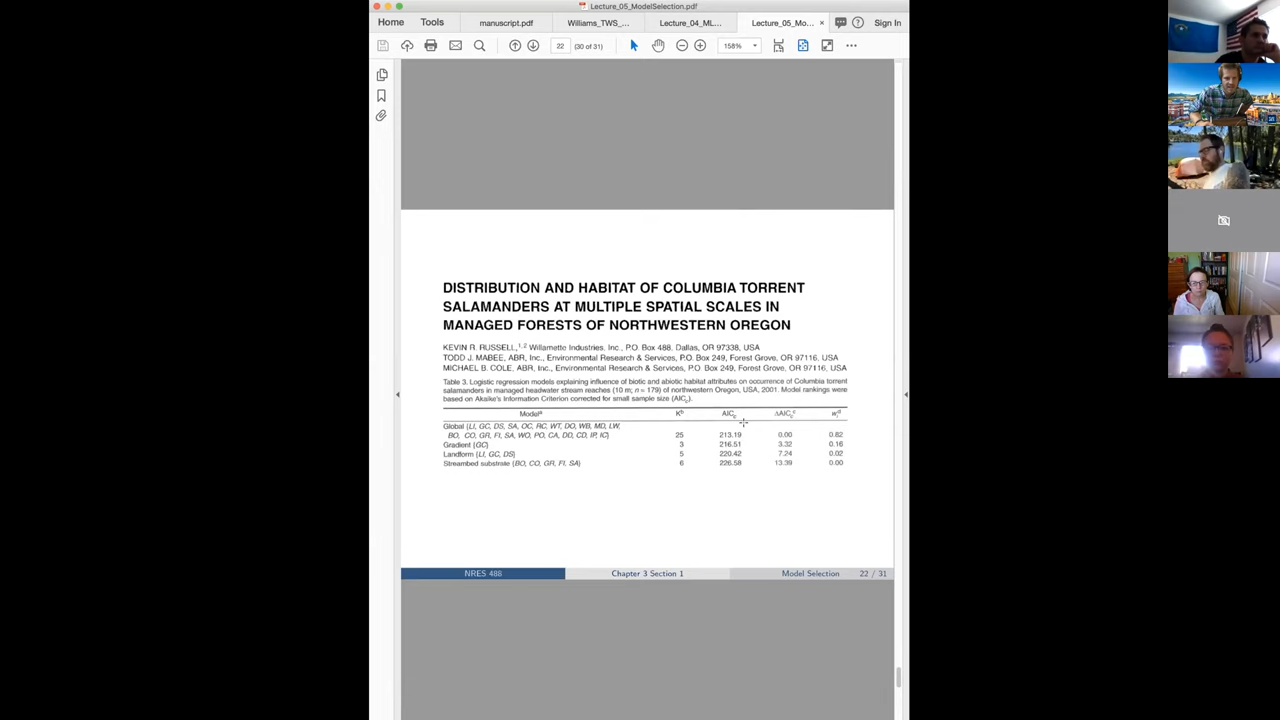 Lecture_05_ModelSelection.pdf
Home Tools manuscript.pdf Williams_TWS_... Lecture_04_ML... Lecture_05_Mo... × Sign In
22 (30 of 31) 158%
DISTRIBUTION AND HABITAT OF COLUMBIA TORRENT
SALAMANDERS AT MULTIPLE SPATIAL SCALES IN
MANAGED FORESTS OF NORTHWESTERN OREGON
KEVIN R. RUSSELL,1,2 Willamette Industries. Inc., P.O. Box 488. Dallas, OR 97338, USA
TODD J. MABEE, ABR, Inc., Environmental Research & Services, P.O. Box 249, Forest Grove, OR 97116, USA
MICHAEL B. COLE, ABR, Inc., Environmental Research & Services, P.O. Box 249, Forest Grove, OR 97116, USA
Table 3. Logistic regression models explaining influence of biotic and abiotic habitat attributes on occurrence of Columbia torrent
salamanders in managed headwater stream reaches (10 m; n = 179) of northwestern Oregon, USA, 2001. Model rankings were
based on Akaike's Information Criterion corrected for small sample size (AICc).
Modela Kb AICc ΔAICcc wid
Global (LI, GC, DS, SA, OC, RC, WT, DO, WB, MD, LW,
BO, CO, GR, FI, SA, WO, PO, CA, DD, CD, IP, IC) 25 213.19 0.00 0.82
Gradient (GC) 3 216.51 3.32 0.16
Landform (LI, GC, DS) 5 220.42 7.24 0.02
Streambed substrate (BO, CO, GR, FI, SA) 6 226.58 13.39 0.00
NRES 488 Chapter 3 Section 1 Model Selection 22 / 31